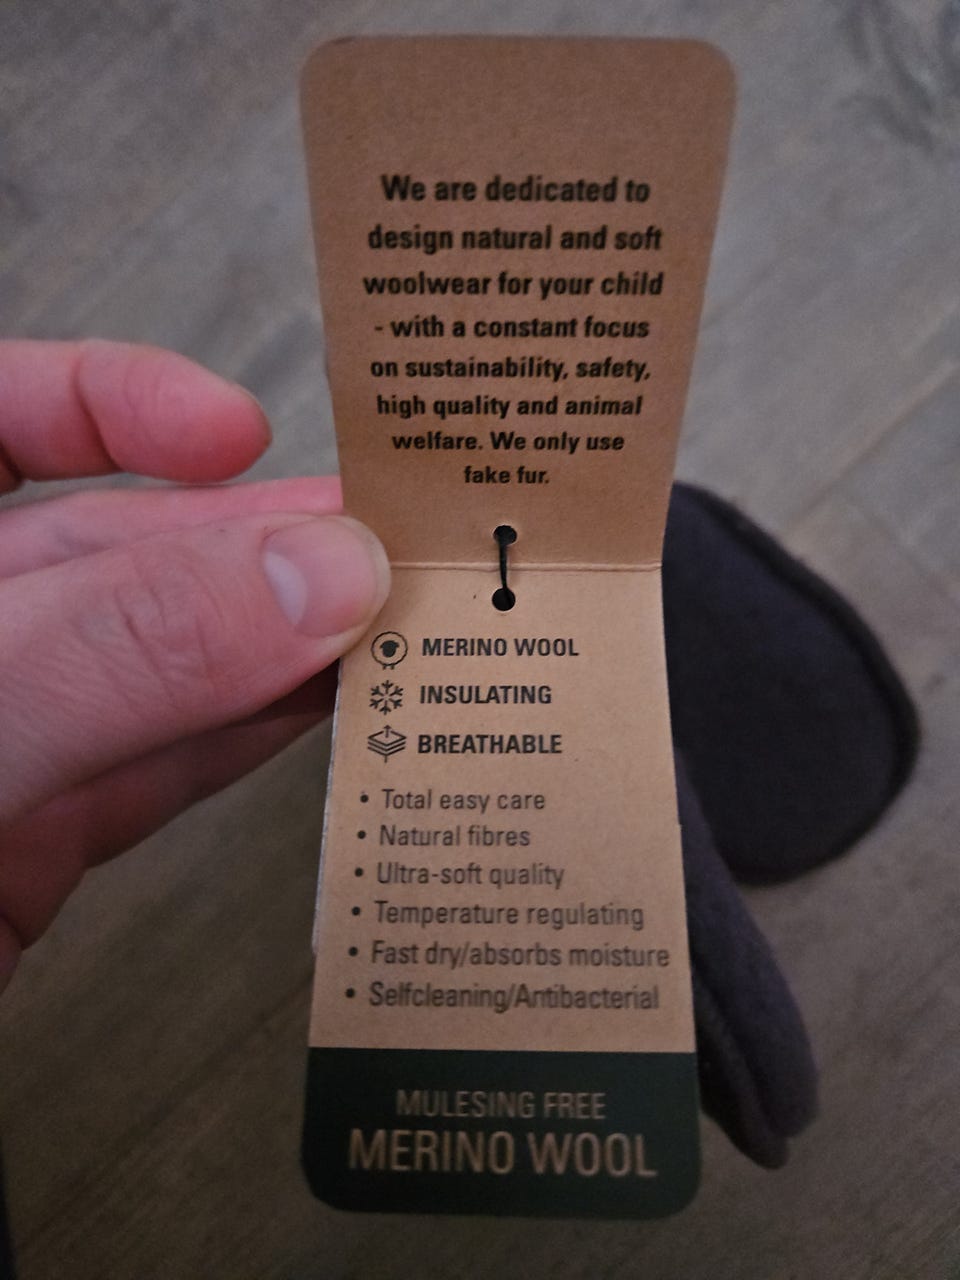 We are dedicated to
design natural and soft
woolwear for your child
- with a constant focus
on sustainability, safety,
high quality and animal
welfare. We only use
fake fur.
MERINO WOOL
INSULATING
BREATHABLE
• Total easy care
• Natural fibres
• Ultra-soft quality
• Temperature regulating
• Fast dry/absorbs moisture
• Selfcleaning/Antibacterial
MULESING FREE
MERINO WOOL